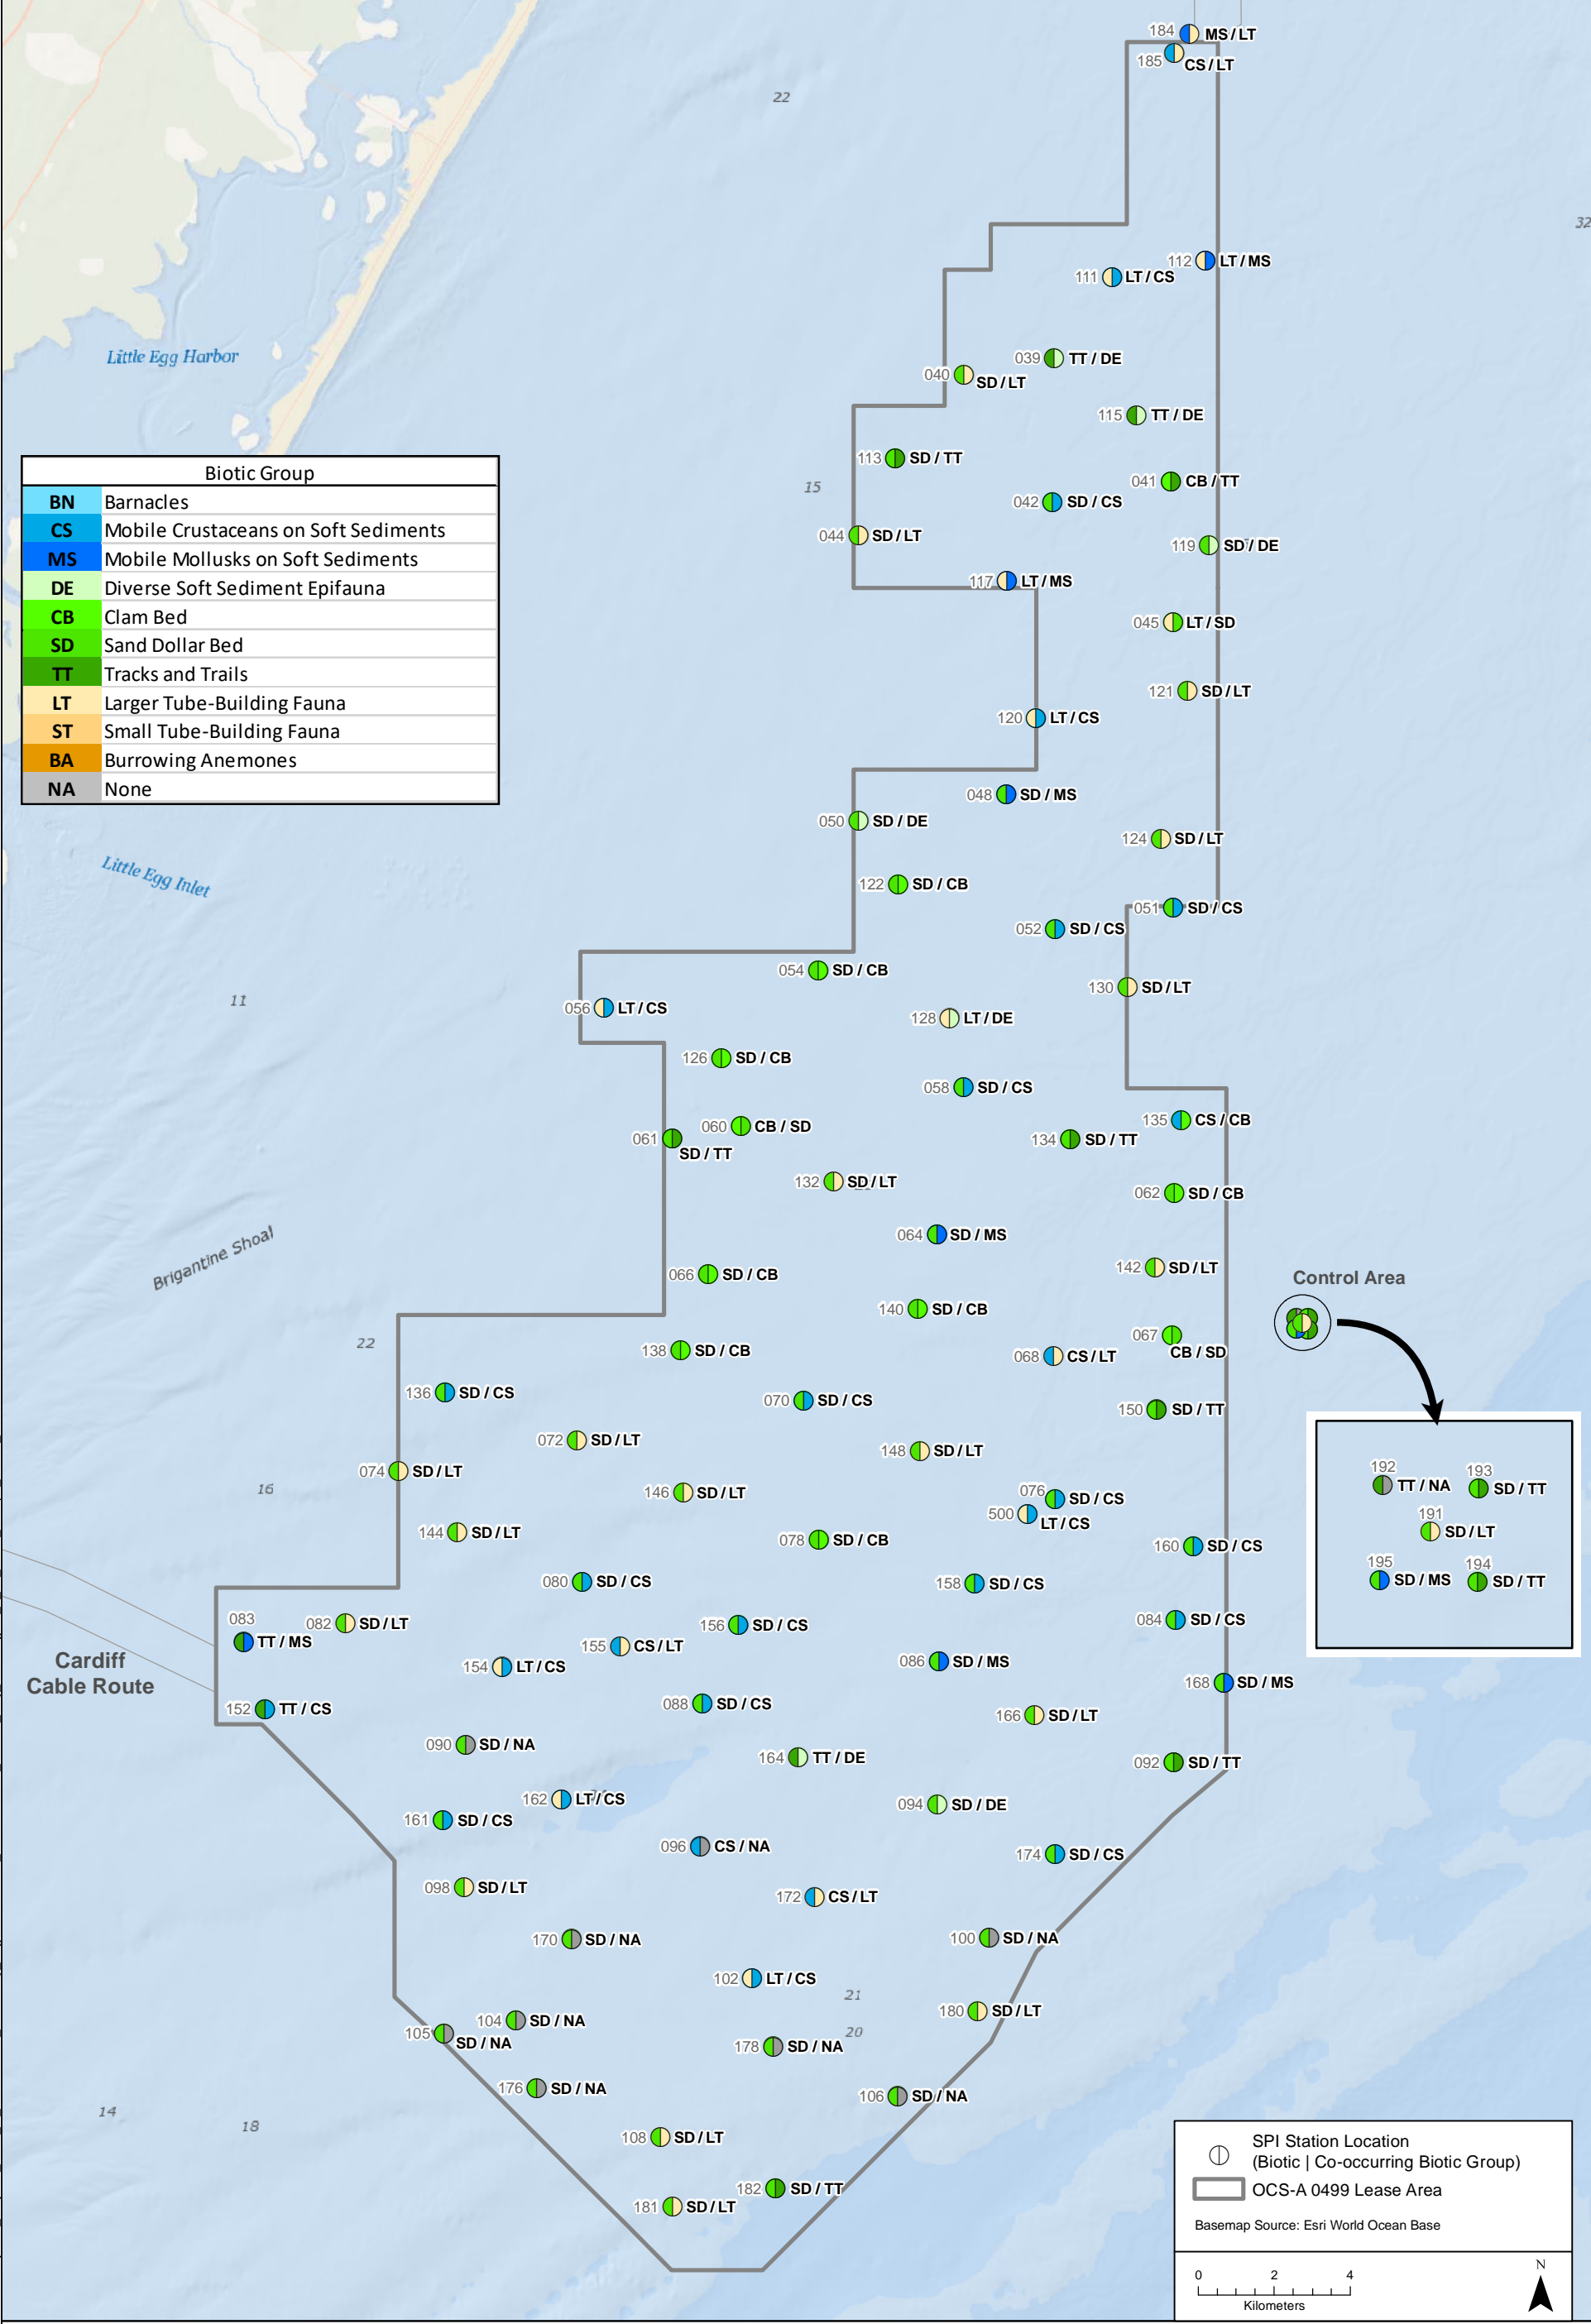 184 MS / LT
185 CS / LT
22
32
112 LT / MS
111 LT / CS
Little Egg Harbor
039 TT / DE
040 SD / LT
115 TT / DE
113 SD / TT
Biotic Group
BN Barnacles
CS Mobile Crustaceans on Soft Sediments
MS Mobile Mollusks on Soft Sediments
DE Diverse Soft Sediment Epifauna
CB Clam Bed
SD Sand Dollar Bed
TT Tracks and Trails
LT Larger Tube-Building Fauna
ST Small Tube-Building Fauna
BA Burrowing Anemones
NA None
041 CB / TT
15
042 SD / CS
044 SD / LT
119 SD / DE
117 LT / MS
045 LT / SD
121 SD / LT
120 LT / CS
048 SD / MS
050 SD / DE
124 SD / LT
Little Egg Inlet
122 SD / CB
051 SD / CS
052 SD / CS
054 SD / CB
130 SD / LT
11
056 LT / CS
128 LT / DE
126 SD / CB
058 SD / CS
135 CS / CB
060 CB / SD
061 SD / TT
134 SD / TT
132 SD / LT
062 SD / CB
064 SD / MS
Brigantine Shoal
142 SD / LT
066 SD / CB
Control Area
140 SD / CB
067 CB / SD
22
138 SD / CB
068 CS / LT
136 SD / CS
070 SD / CS
150 SD / TT
072 SD / LT
148 SD / LT
074 SD / LT
16
146 SD / LT
192 TT / NA
193 SD / TT
191 SD / LT
195 SD / MS
194 SD / TT
076 SD / CS
500 LT / CS
144 SD / LT
078 SD / CB
160 SD / CS
080 SD / CS
158 SD / CS
083 TT / MS
082 SD / LT
084 SD / CS
156 SD / CS
155 CS / LT
Cardiff
Cable Route
154 LT / CS
086 SD / MS
168 SD / MS
088 SD / CS
152 TT / CS
166 SD / LT
090 SD / NA
164 TT / DE
092 SD / TT
162 LT / CS
094 SD / DE
161 SD / CS
096 CS / NA
174 SD / CS
098 SD / LT
172 CS / LT
170 SD / NA
100 SD / NA
102 LT / CS
21
180 SD / LT
104 SD / NA
105 SD / NA
20
178 SD / NA
176 SD / NA
106 SD / NA
14
18
108 SD / LT
182 SD / TT
181 SD / LT
SPI Station Location
(Biotic | Co-occurring Biotic Group)
OCS-A 0499 Lease Area
Basemap Source: Esri World Ocean Base
0 2 4
Kilometers
N